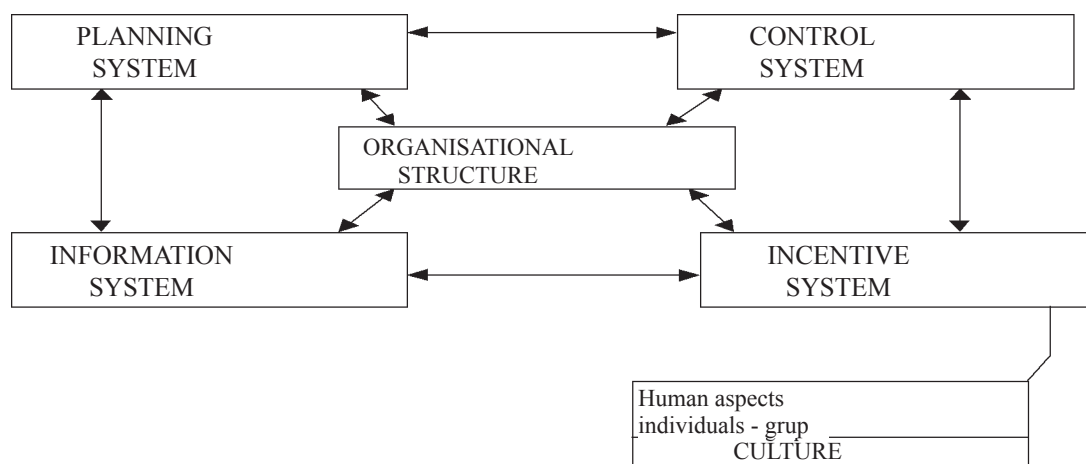 PLANNING
SYSTEM
CONTROL
SYSTEM
ORGANISATIONAL
STRUCTURE
INFORMATION
SYSTEM
INCENTIVE
SYSTEM
Human aspects
individuals - grup
CULTURE